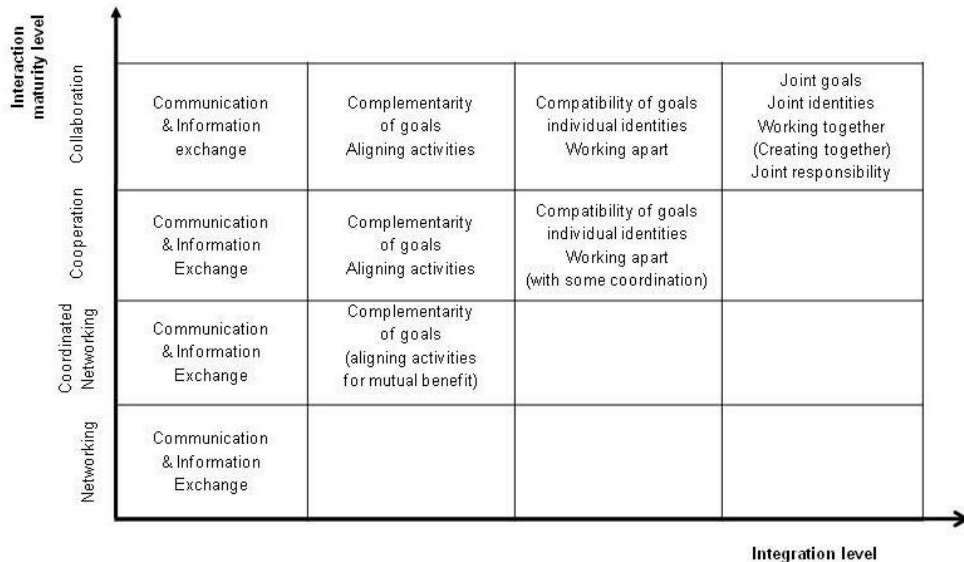 Interaction
maturity level
Collaboration
Communication
& Information
exchange
Complementarity
of goals
Aligning activities
Compatibility of goals
individual identities
Working apart
Joint goals
Joint identities
Working together
(Creating together)
Joint responsibility
Cooperation
Communication
& Information
Exchange
Complementarity
of goals
Aligning activities
Compatibility of goals
individual identities
Working apart
(with some coordination)
Coordinated
Networking
Communication
& Information
Exchange
Complementarity
of goals
(aligning activities
for mutual benefit)
Networking
Communication
& Information
Exchange
Integration level